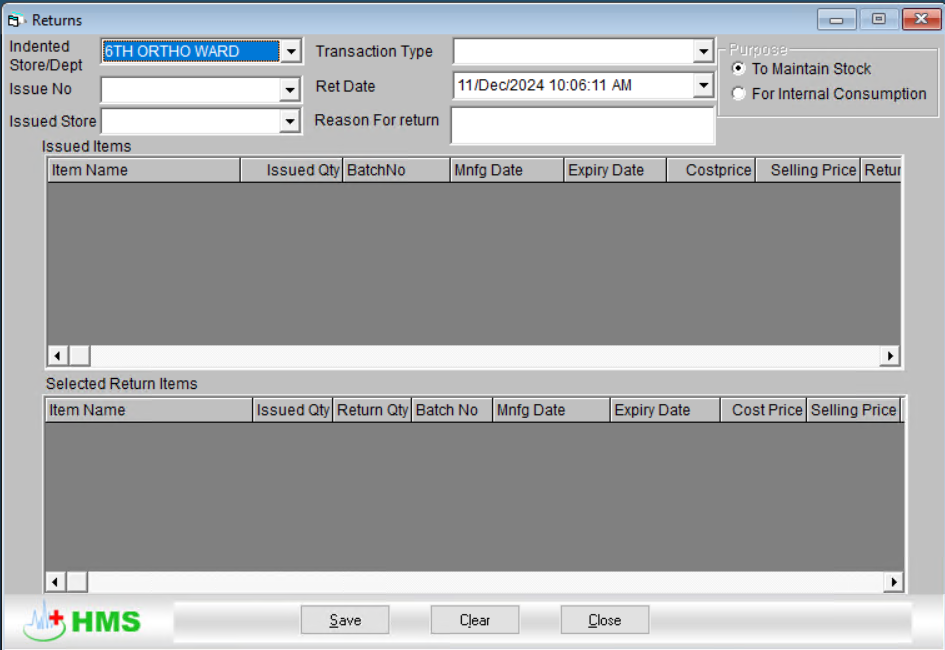 Returns
Indented Store/Dept
6TH ORTHO WARD
Transaction Type
Purpose
To Maintain Stock
For Internal Consumption
Issue No
Ret Date
11/Dec/2024 10:06:11 AM
Issued Store
Reason For return
Issued Items
Item Name Issued Qty BatchNo Mnfg Date Expiry Date Costprice Selling Price Retur
Selected Return Items
Item Name Issued Qty Return Qty Batch No Mnfg Date Expiry Date Cost Price Selling Price
HMS
Save Clear Close